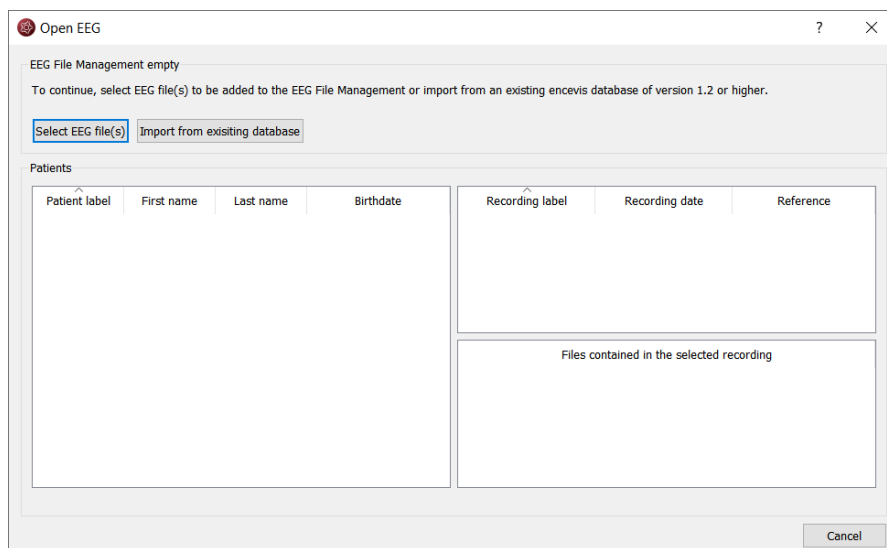 Open EEG
EEG File Management empty
To continue, select EEG file(s) to be added to the EEG File Management or import from an existing encevis database of version 1.2 or higher.
Select EEG file(s) Import from exisiting database
Patients
Patient label First name Last name Birthdate Recording label Recording date Reference
Files contained in the selected recording
Cancel